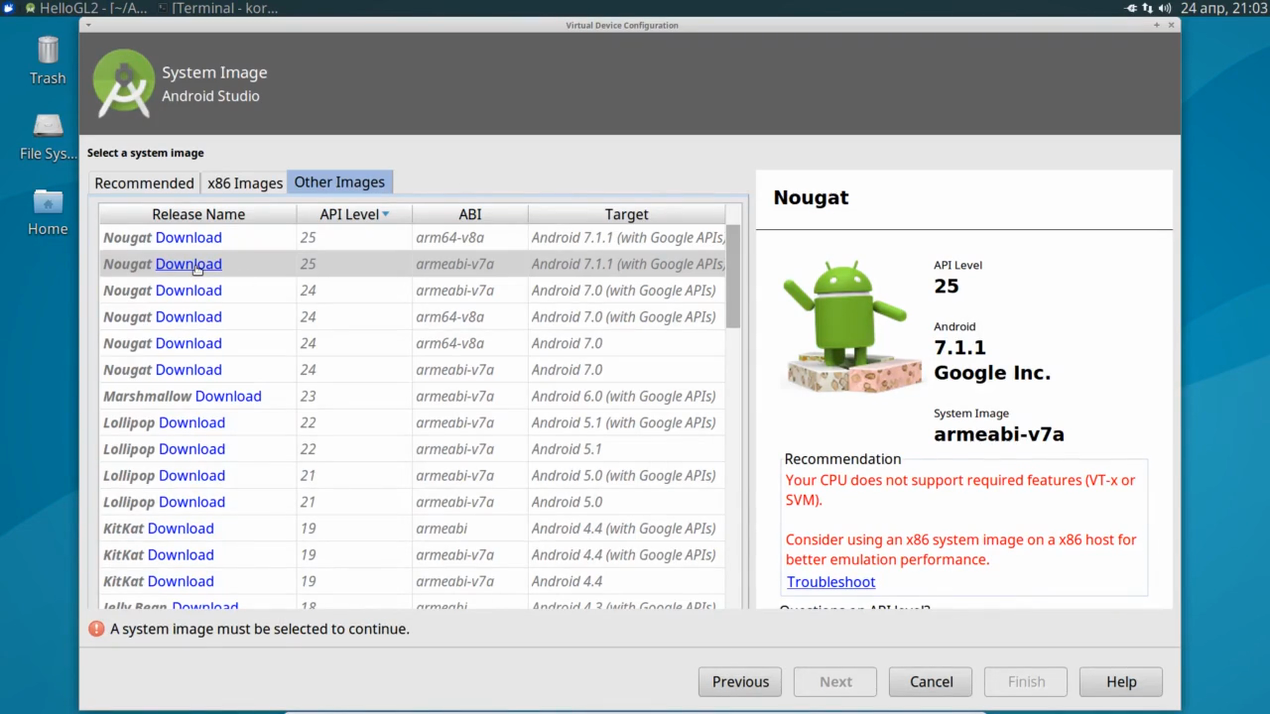 HelloGL2 - [~/A...
[Terminal - kor...
24 апр, 21:03
Virtual Device Configuration
Trash
File Sys...
Home
System Image
Android Studio
Select a system image
Recommended x86 Images Other Images
Release Name API Level ABI Target
Nougat Download 25 arm64-v8a Android 7.1.1 (with Google APIs)
Nougat Download 25 armeabi-v7a Android 7.1.1 (with Google APIs)
Nougat Download 24 armeabi-v7a Android 7.0 (with Google APIs)
Nougat Download 24 arm64-v8a Android 7.0 (with Google APIs)
Nougat Download 24 arm64-v8a Android 7.0
Nougat Download 24 armeabi-v7a Android 7.0
Marshmallow Download 23 armeabi-v7a Android 6.0 (with Google APIs)
Lollipop Download 22 armeabi-v7a Android 5.1 (with Google APIs)
Lollipop Download 22 armeabi-v7a Android 5.1
Lollipop Download 21 armeabi-v7a Android 5.0 (with Google APIs)
Lollipop Download 21 armeabi-v7a Android 5.0
KitKat Download 19 armeabi Android 4.4 (with Google APIs)
KitKat Download 19 armeabi-v7a Android 4.4 (with Google APIs)
KitKat Download 19 armeabi-v7a Android 4.4
Jelly Bean Download 18 armeabi Android 4.3 (with Google APIs)
Nougat
API Level
25
Android
7.1.1
Google Inc.
System Image
armeabi-v7a
Recommendation
Your CPU does not support required features (VT-x or
SVM).
Consider using an x86 system image on a x86 host for
better emulation performance.
Troubleshoot
Questions on API level?
A system image must be selected to continue.
Previous Next Cancel Finish Help